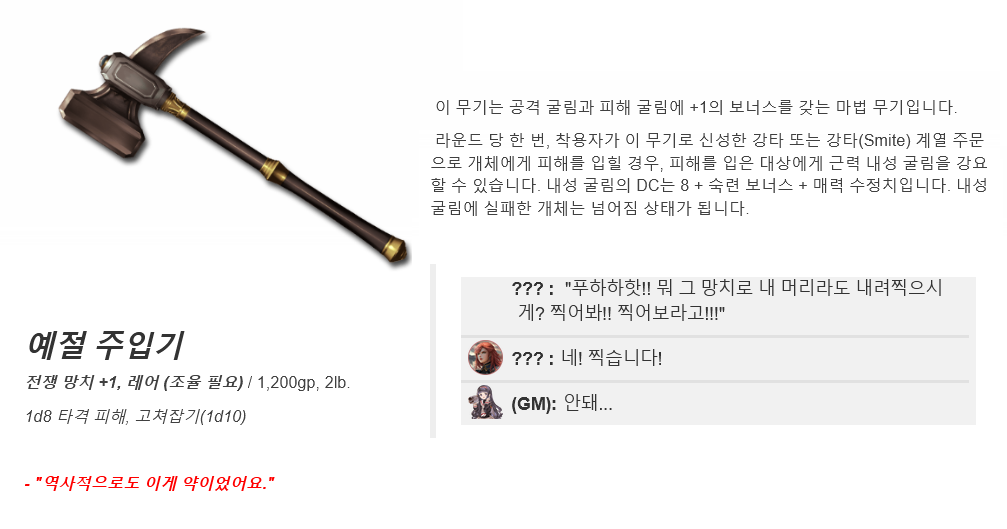 이 무기는 공격 굴림과 피해 굴림에 +1의 보너스를 갖는 마법 무기입니다.
라운드 당 한 번, 착용자가 이 무기로 신성한 강타 또는 강타(Smite) 계열 주문
으로 개체에게 피해를 입힐 경우, 피해를 입은 대상에게 근력 내성 굴림을 강요
할 수 있습니다. 내성 굴림의 DC는 8 + 숙련 보너스 + 매력 수정치입니다. 내성
굴림에 실패한 개체는 넘어짐 상태가 됩니다.
??? : "푸하하핫!! 뭐 그 망치로 내 머리라도 내려찍으시
게? 찍어봐!! 찍어보라고!!!"
??? : 네! 찍습니다!
(GM): 안돼...
예절 주입기
전쟁 망치 +1, 레어 (조율 필요) / 1,200gp, 2lb.
1d8 타격 피해, 고쳐잡기(1d10)
- "역사적으로도 이게 약이었어요."